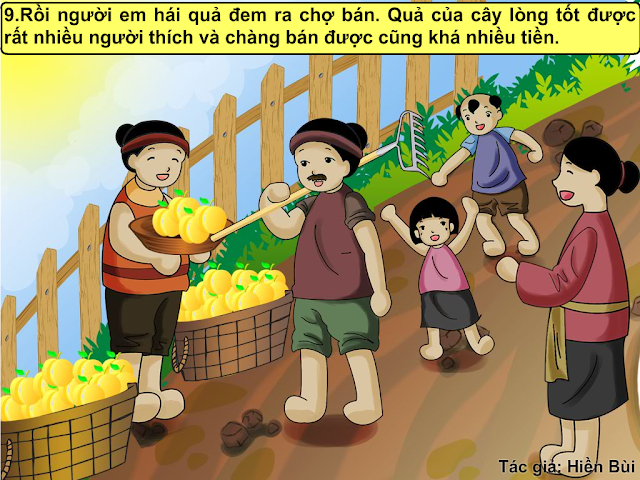 9.Rồi người em hái quả đem ra chợ bán. Quả của cây lòng tốt được
rất nhiều người thích và chàng bán được cũng khá nhiều tiền.
Tác giả: Hiền Bùi